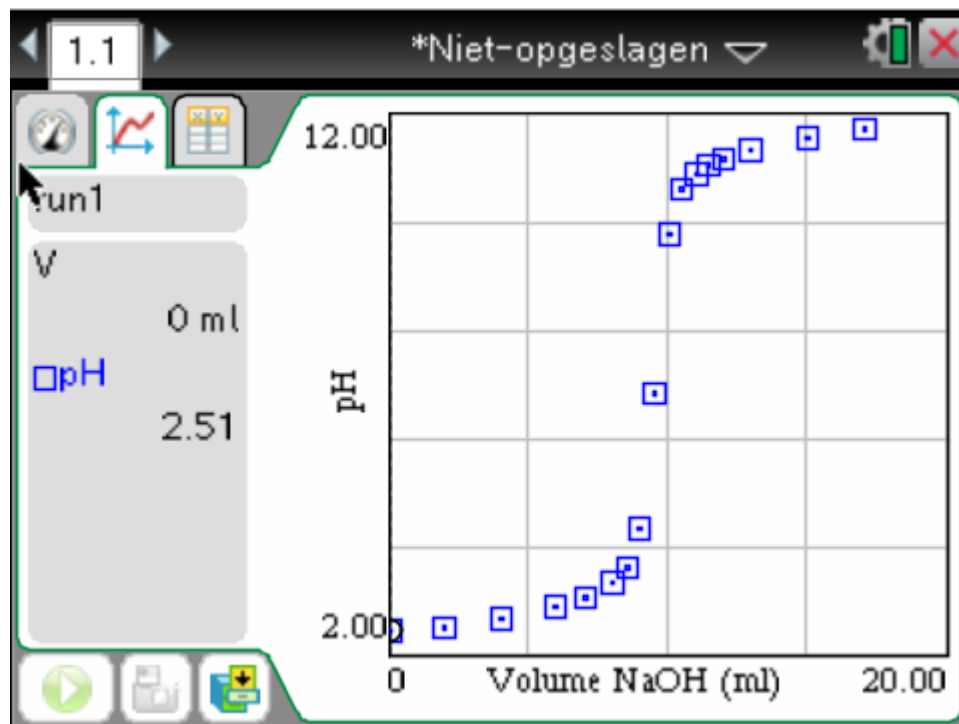 1.1
*Niet-opgeslagen
run1
V
0 ml
pH
2.51
12.00
pH
2.00
0
Volume NaOH (ml)
20.00